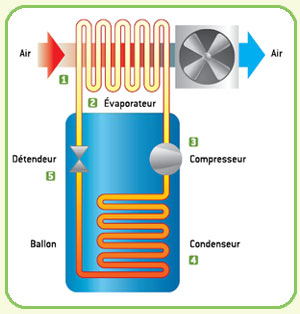 Air
Air
1
2 Évaporateur
3
Détendeur
Compresseur
5
Ballon
Condenseur
4